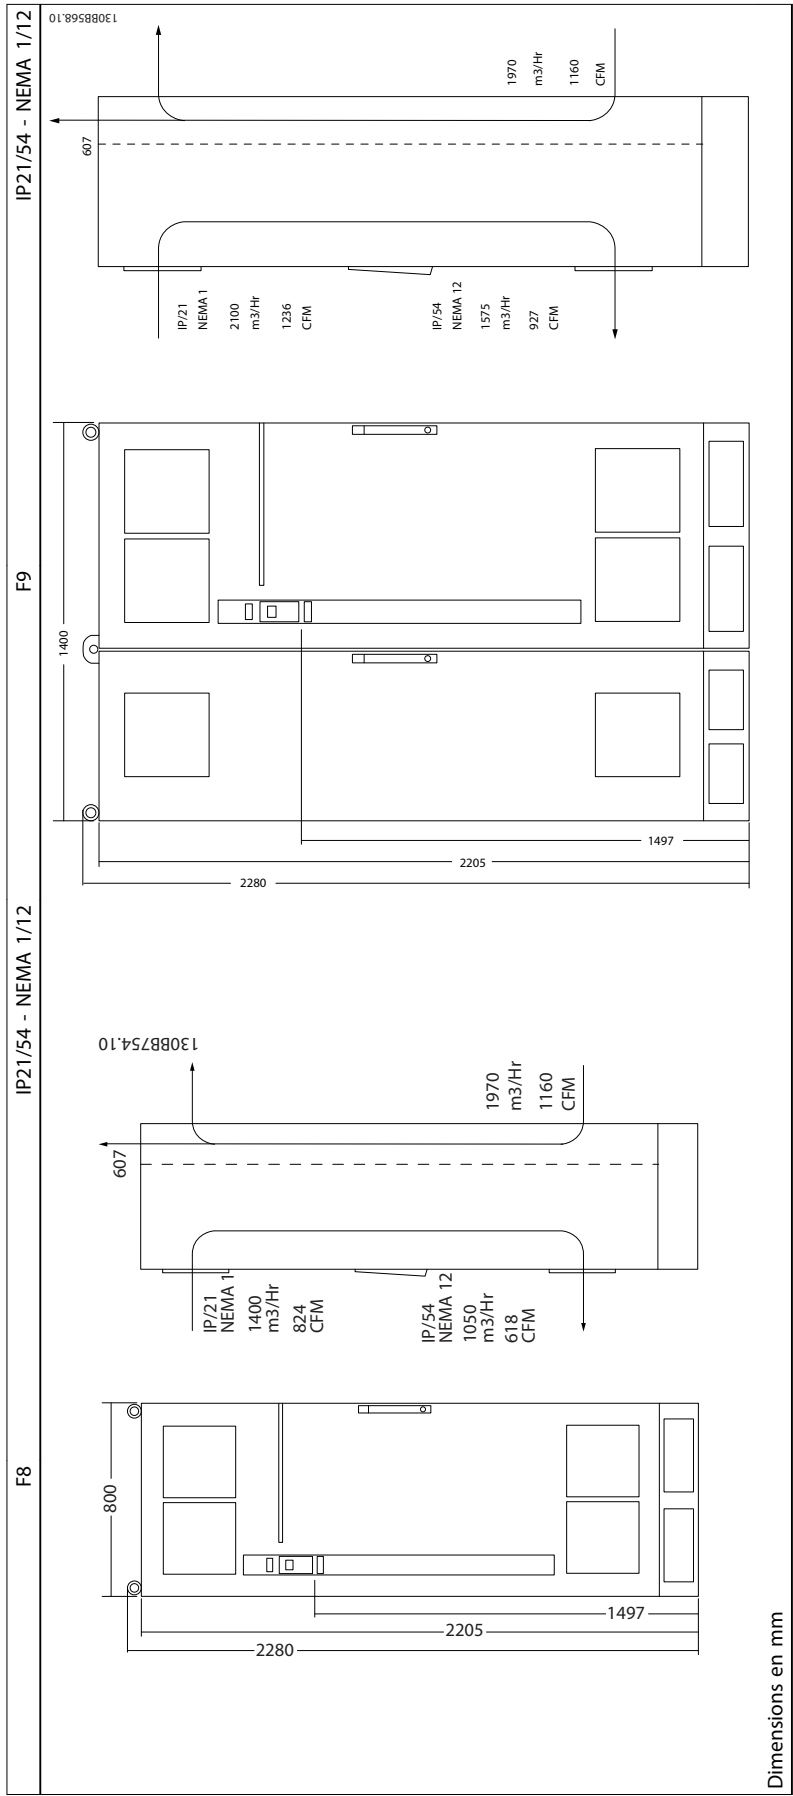 F8
IP21/54 - NEMA 1/12
F9
IP21/54 - NEMA 1/12
800
2280
2205
1497
IP/21
NEMA 1
1400
m3/Hr
824
CFM
IP/54
NEMA 12
1050
m3/Hr
618
CFM
607
1970
m3/Hr
1160
CFM
130BB754.10
1400
2280
2205
1497
IP/21
NEMA 1
2100
m3/Hr
1236
CFM
IP/54
NEMA 12
1575
m3/Hr
927
CFM
607
1970
m3/Hr
1160
CFM
130BB568.10
Dimensions en mm